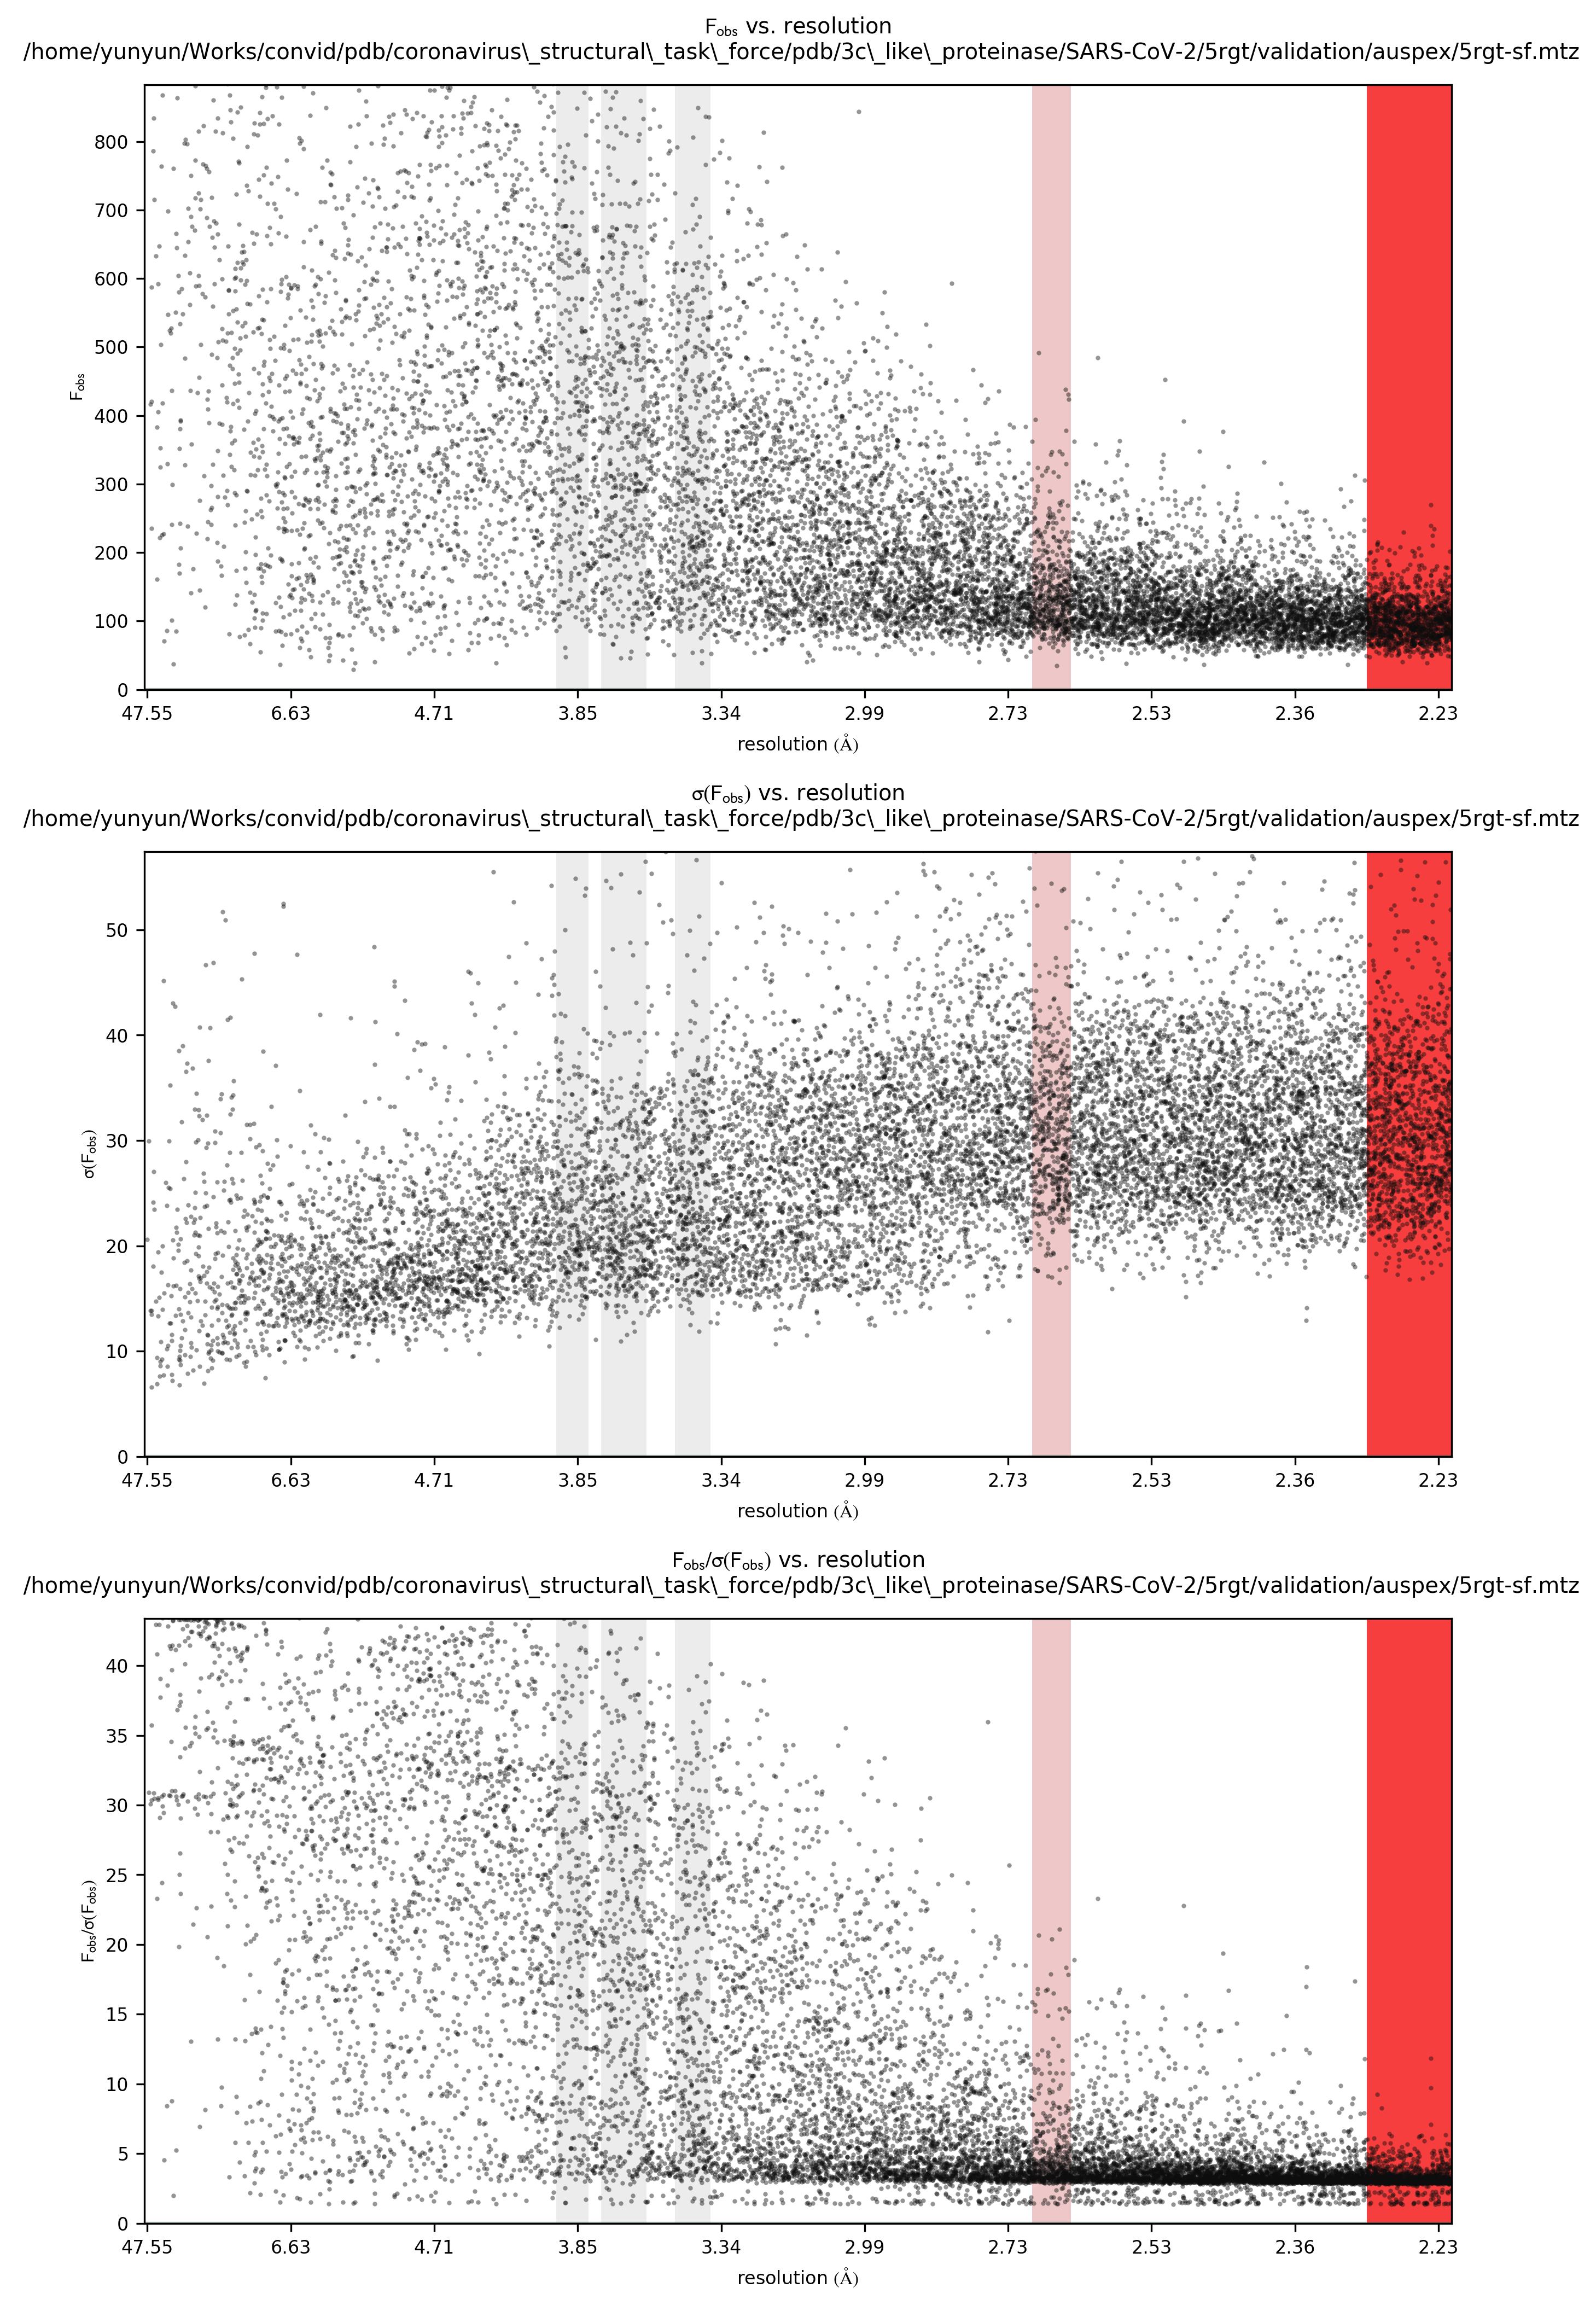 Fobs vs. resolution
/home/yunyun/Works/convid/pdb/coronavirus\_structural\_task\_force/pdb/3c\_like\_proteinase/SARS-CoV-2/5rgt/validation/auspex/5rgt-sf.mtz
800
700
600
500
400
300
200
100
0
Fobs
47.55 6.63 4.71 3.85 3.34 2.99 2.73 2.53 2.36 2.23
resolution (Å)
σ(Fobs) vs. resolution
/home/yunyun/Works/convid/pdb/coronavirus\_structural\_task\_force/pdb/3c\_like\_proteinase/SARS-CoV-2/5rgt/validation/auspex/5rgt-sf.mtz
50
40
30
20
10
0
σ(Fobs)
47.55 6.63 4.71 3.85 3.34 2.99 2.73 2.53 2.36 2.23
resolution (Å)
Fobs/σ(Fobs) vs. resolution
/home/yunyun/Works/convid/pdb/coronavirus\_structural\_task\_force/pdb/3c\_like\_proteinase/SARS-CoV-2/5rgt/validation/auspex/5rgt-sf.mtz
40
35
30
25
20
15
10
5
0
Fobs/σ(Fobs)
47.55 6.63 4.71 3.85 3.34 2.99 2.73 2.53 2.36 2.23
resolution (Å)